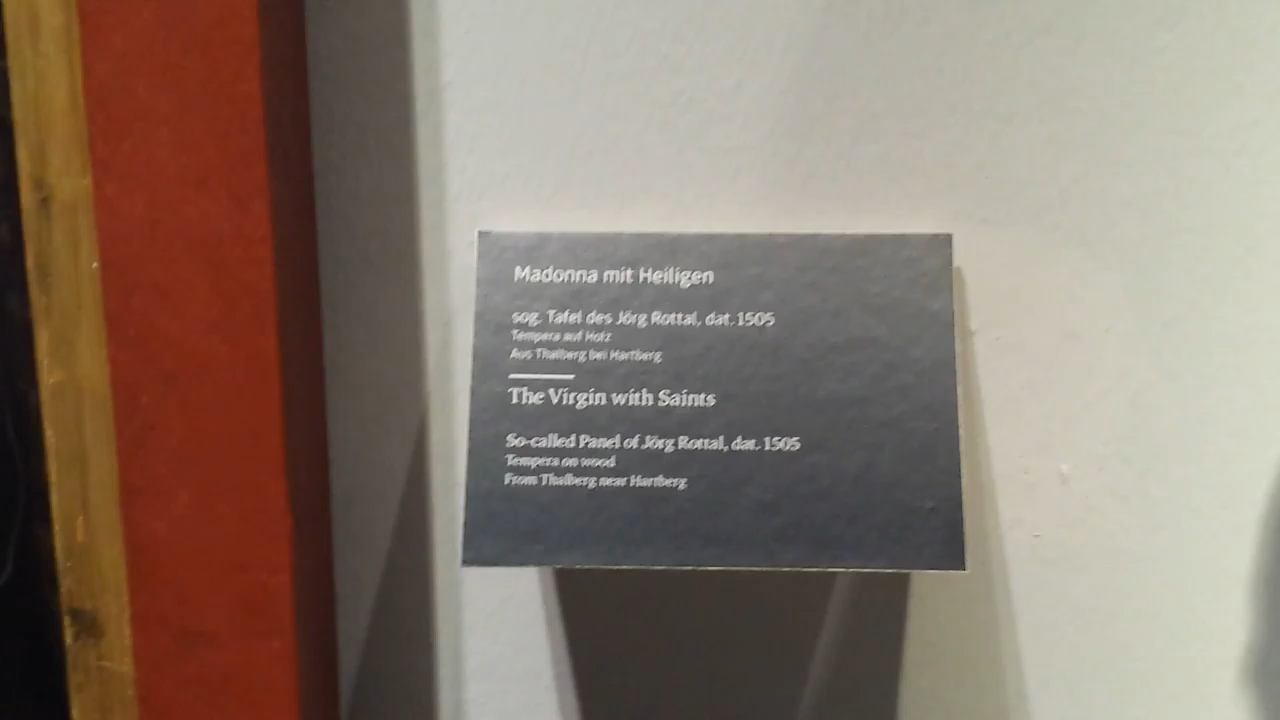 Madonna mit Heiligen
sog. Tafel des Jörg Rottal, dat. 1505
Tempera auf Holz
Aus Thalberg bei Hartberg
The Virgin with Saints
So-called Panel of Jörg Rottal, dat. 1505
Tempera on wood
From Thalberg near Hartberg